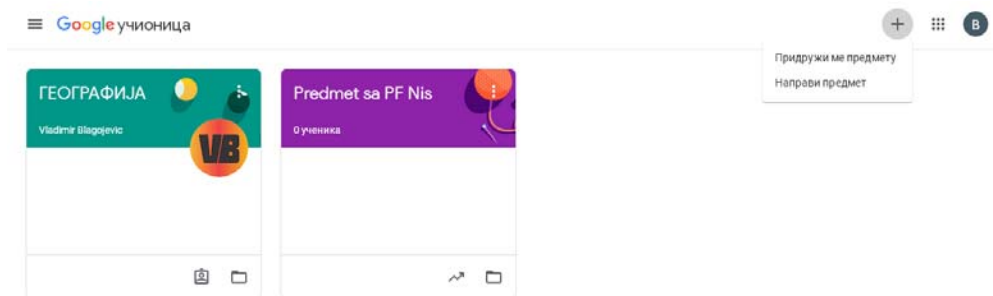 Google учионица
B
Придружи ме предмету
Направи предмет
ГЕОГРАФИЈА
Vladimir Blagojevic
VB
Predmet sa PF Nis
0 ученика